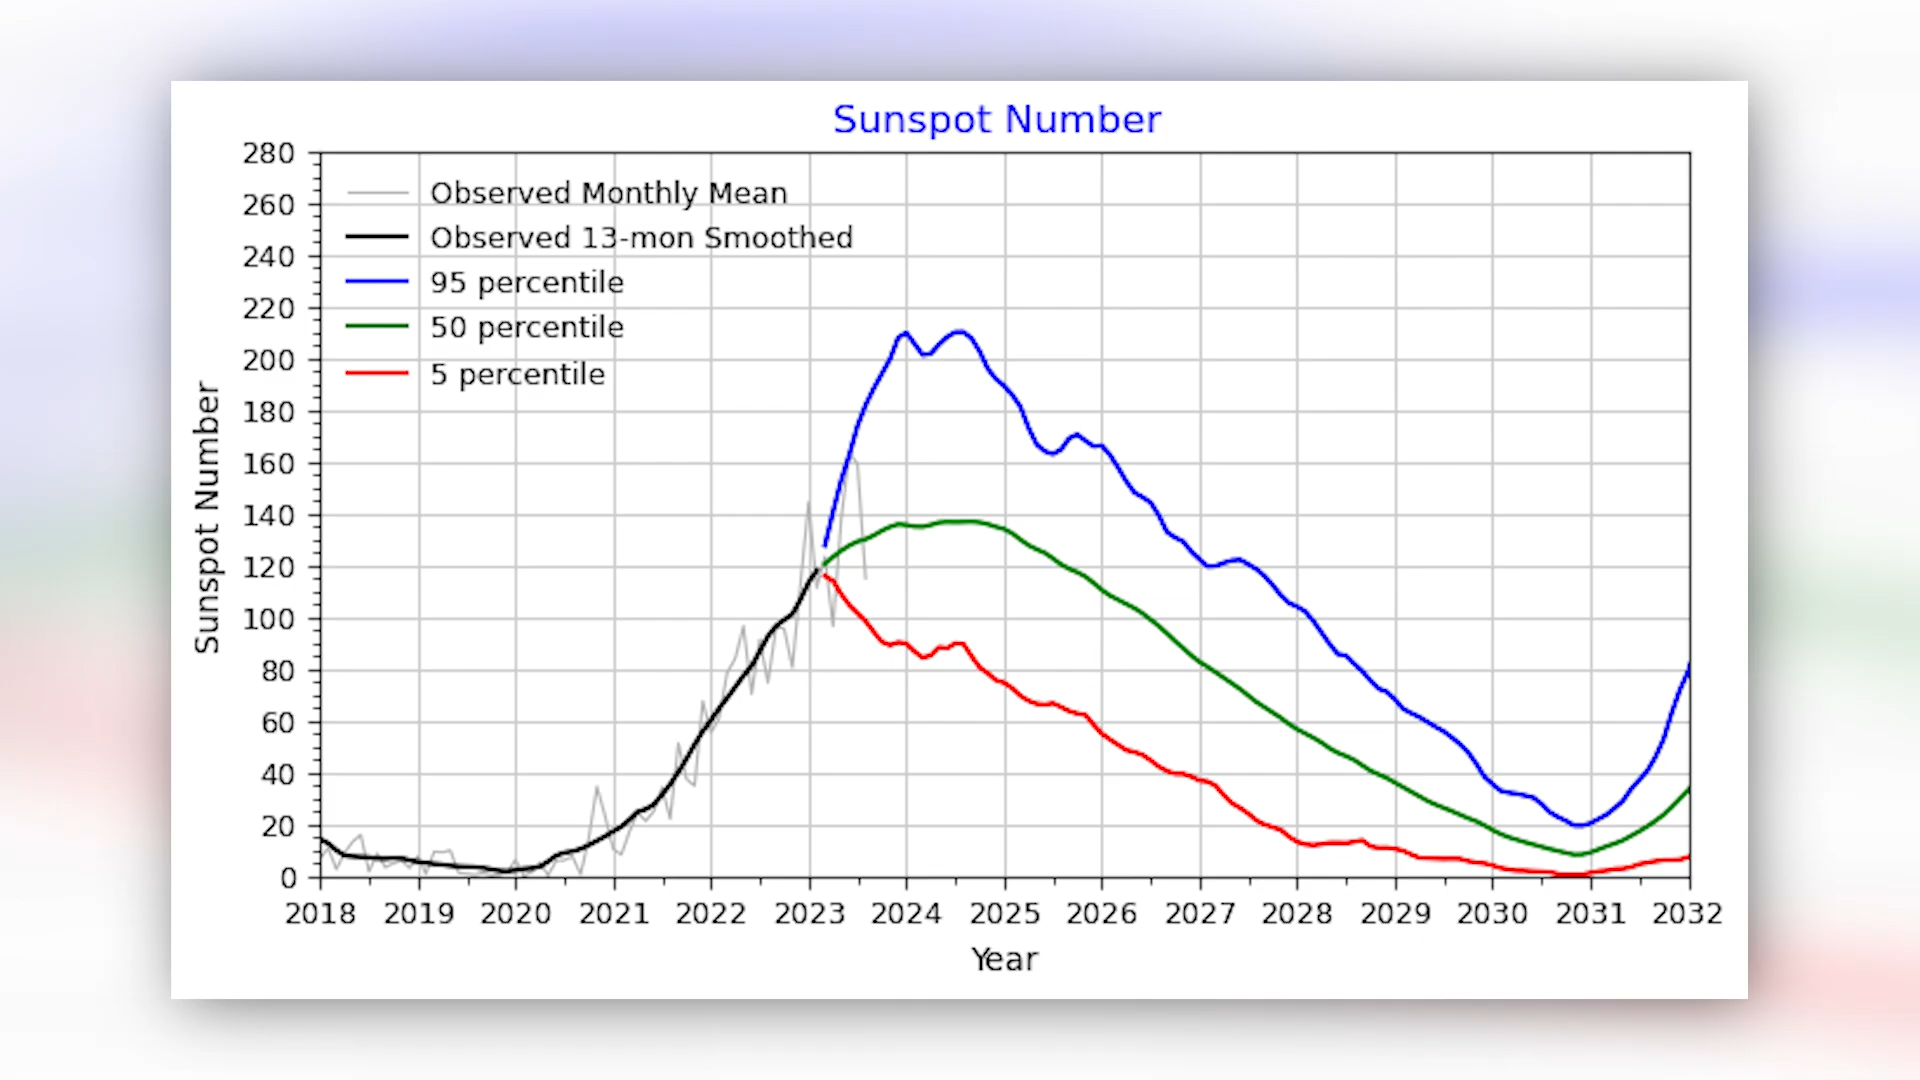 Sunspot Number
280
260
240
220
200
180
160
140
120
100
80
60
40
20
0
Sunspot Number
Observed Monthly Mean
Observed 13-mon Smoothed
95 percentile
50 percentile
5 percentile
2018 2019 2020 2021 2022 2023 2024 2025 2026 2027 2028 2029 2030 2031 2032
Year